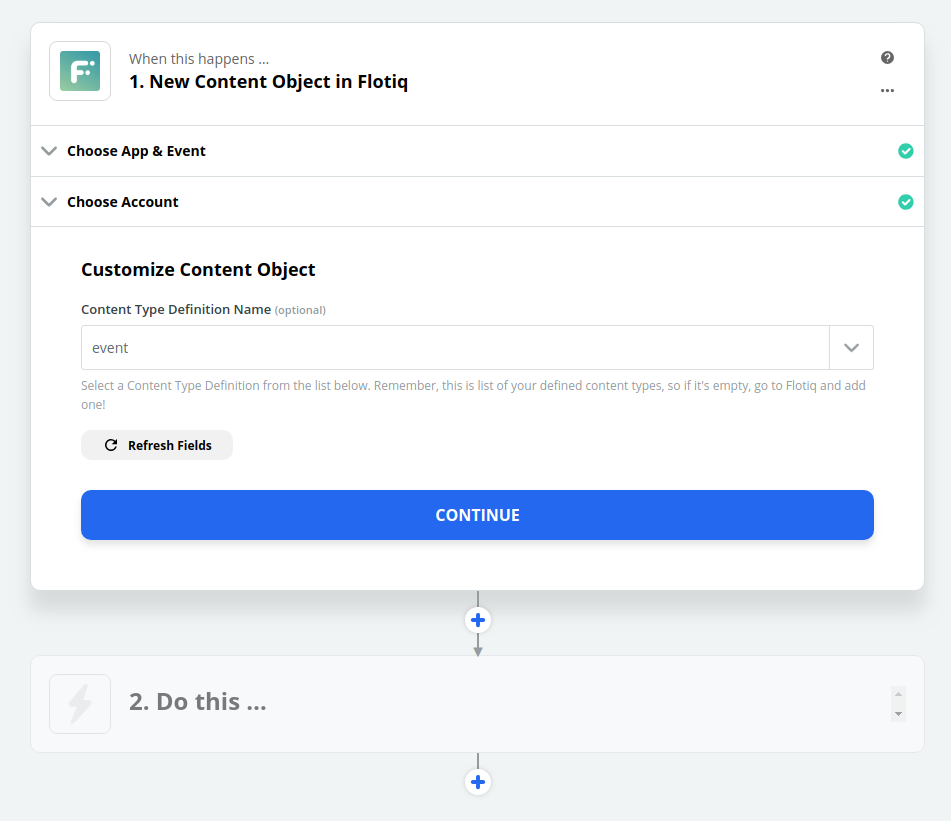 When this happens ...
1. New Content Object in Flotiq
Choose App & Event
Choose Account
Customize Content Object
Content Type Definition Name (optional)
event
Select a Content Type Definition from the list below. Remember, this is list of your defined content types, so if it's empty, go to Flotiq and add
one!
Refresh Fields
CONTINUE
2. Do this ...